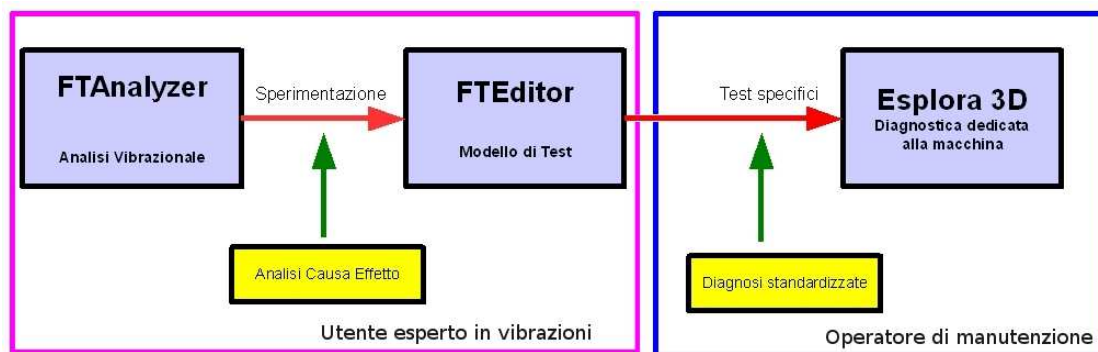 FTAnalyzer
Analisi Vibrazionale
Sperimentazione
FTEditor
Modello di Test
Test specifici
Esplora 3D
Diagnostica dedicata
alla macchina
Analisi Causa Effetto
Diagnosi standardizzate
Utente esperto in vibrazioni
Operatore di manutenzione